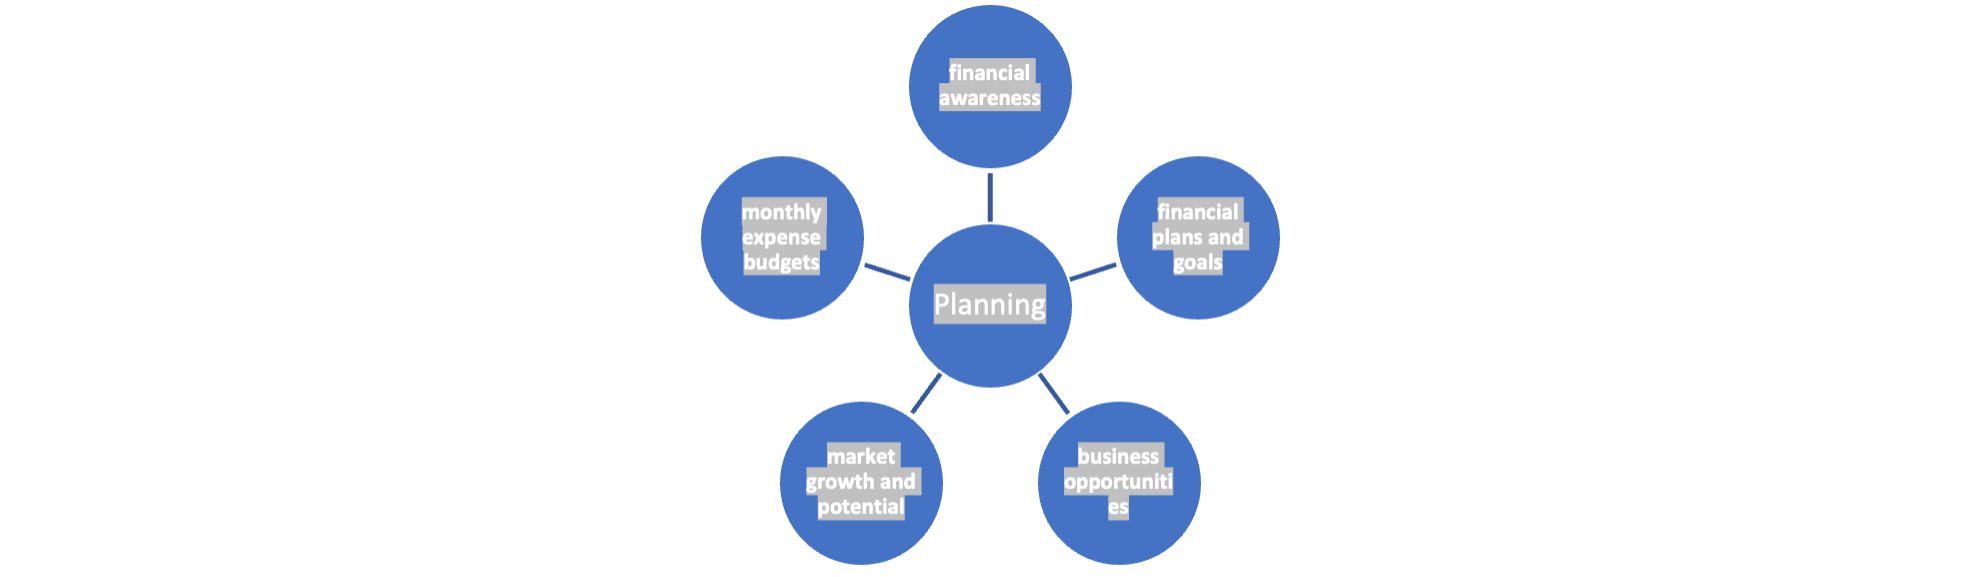 financial
awareness
monthly
expense
budgets
financial
plans and
goals
Planning
market
growth and
potential
business
opportuniti
es